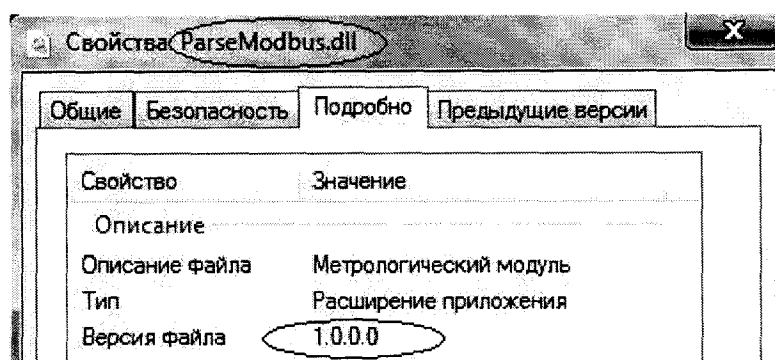 Свойства: ParseModbus.dll
Общие Безопасность Подробно Предыдущие версии
Свойство Значение
Описание
Описание файла Метрологический модуль
Тип Расширение приложения
Версия файла 1.0.0.0